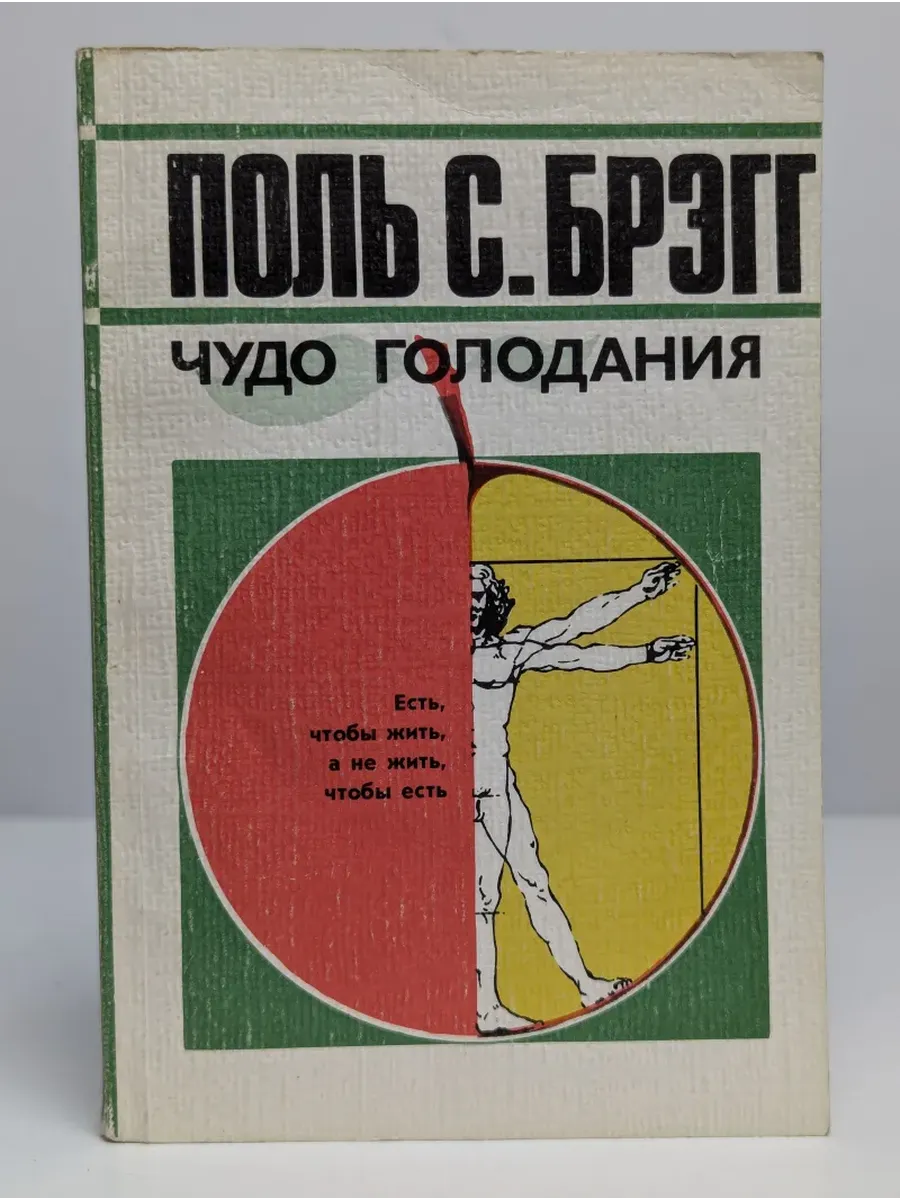 ПОЛЬ С. БРЭГГ
ЧУДО ГОЛОДАНИЯ
Есть,
чтобы жить,
а не жить,
чтобы есть